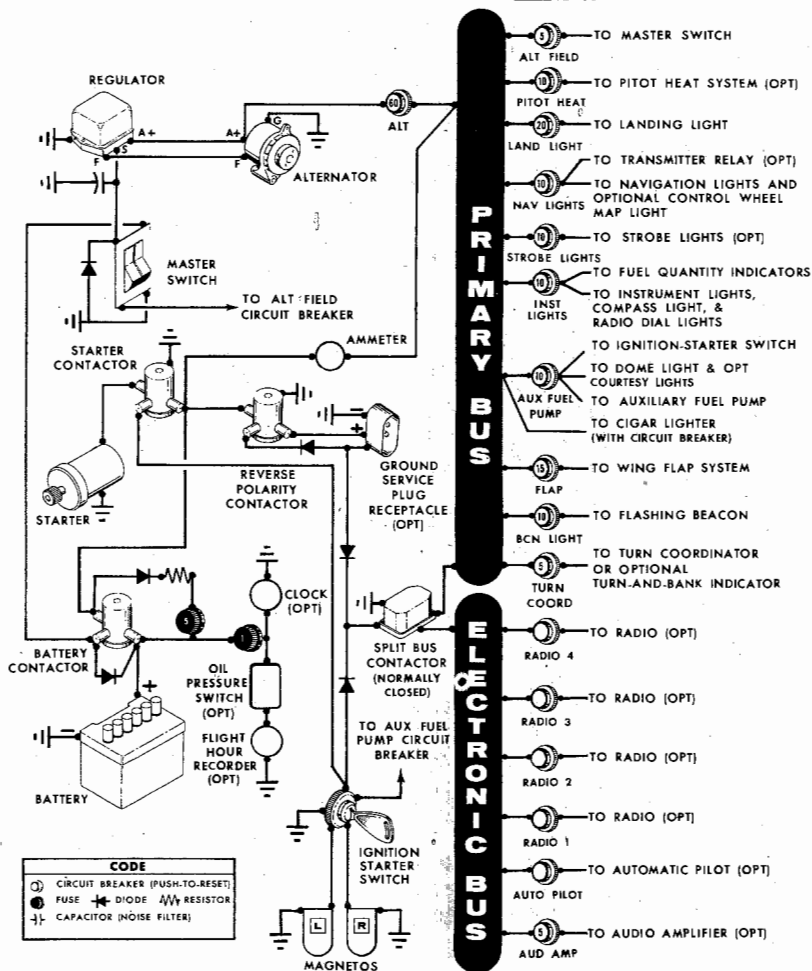 REGULATOR
A+
S
F
A+
F
G
ALTERNATOR
60
ALT
MASTER
SWITCH
TO ALT FIELD
CIRCUIT BREAKER
STARTER
CONTACTOR
AMMETER
STARTER
REVERSE
POLARITY
CONTACTOR
GROUND
SERVICE
PLUG
RECEPTACLE
(OPT)
BATTERY
CONTACTOR
5
1
CLOCK
(OPT)
OIL
PRESSURE
SWITCH
(OPT)
FLIGHT
HOUR
RECORDER
(OPT)
SPLIT BUS
CONTACTOR
(NORMALLY
CLOSED)
BATTERY
TO AUX FUEL
PUMP CIRCUIT
BREAKER
IGNITION
STARTER
SWITCH
L
R
MAGNETOS
CODE
CIRCUIT BREAKER (PUSH-TO-RESET)
FUSE DIODE RESISTOR
CAPACITOR (NOISE FILTER)
PRIMARY BUS
5
ALT FIELD
TO MASTER SWITCH
10
PITOT HEAT
TO PITOT HEAT SYSTEM (OPT)
20
LAND LIGHT
TO LANDING LIGHT
10
NAV LIGHTS
TO TRANSMITTER RELAY (OPT)
TO NAVIGATION LIGHTS AND
OPTIONAL CONTROL WHEEL
MAP LIGHT
10
STROBE LIGHTS
TO STROBE LIGHTS (OPT)
10
INST
LIGHTS
TO FUEL QUANTITY INDICATORS
TO INSTRUMENT LIGHTS,
COMPASS LIGHT, &
RADIO DIAL LIGHTS
10
AUX FUEL
PUMP
TO IGNITION-STARTER SWITCH
TO DOME LIGHT & OPT
COURTESY LIGHTS
TO AUXILIARY FUEL PUMP
TO CIGAR LIGHTER
(WITH CIRCUIT BREAKER)
15
FLAP
TO WING FLAP SYSTEM
10
BCN LIGHT
TO FLASHING BEACON
5
TURN
COORD
TO TURN COORDINATOR
OR OPTIONAL
TURN-AND-BANK INDICATOR
ELECTRONIC BUS
RADIO 4
TO RADIO (OPT)
RADIO 3
TO RADIO (OPT)
RADIO 2
TO RADIO (OPT)
RADIO 1
TO RADIO (OPT)
AUTO PILOT
TO AUTOMATIC PILOT (OPT)
5
AUD AMP
TO AUDIO AMPLIFIER (OPT)